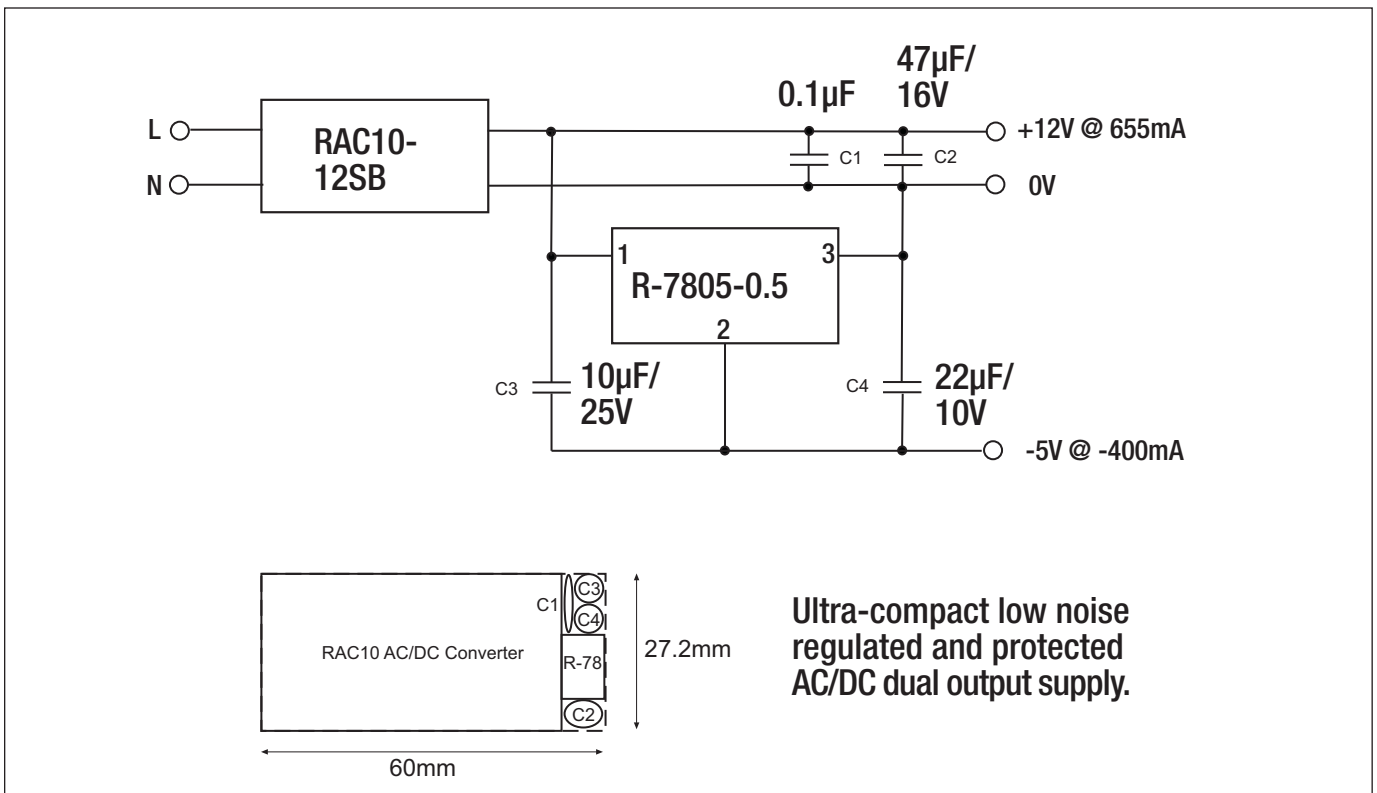 47µF/
16V
0.1µF
L
RAC10-
12SB
+12V @ 655mA
C1
C2
N
0V
1
3
R-7805-0.5
2
C3
10µF/
25V
C4
22µF/
10V
-5V @ -400mA
C3
C1
C4
RAC10 AC/DC Converter
R-78
C2
27.2mm
60mm
Ultra-compact low noise
regulated and protected
AC/DC dual output supply.